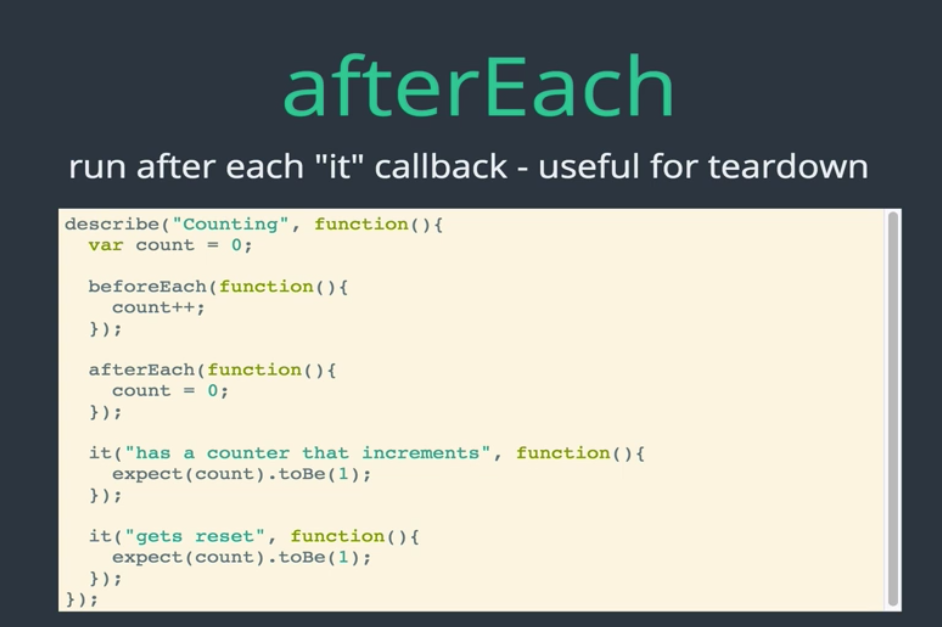 afterEach
run after each "it" callback - useful for teardown
describe("Counting", function(){
  var count = 0;

  beforeEach(function(){
    count++;
  });

  afterEach(function(){
    count = 0;
  });

  it("has a counter that increments", function(){
    expect(count).toBe(1);
  });

  it("gets reset", function(){
    expect(count).toBe(1);
  });
});